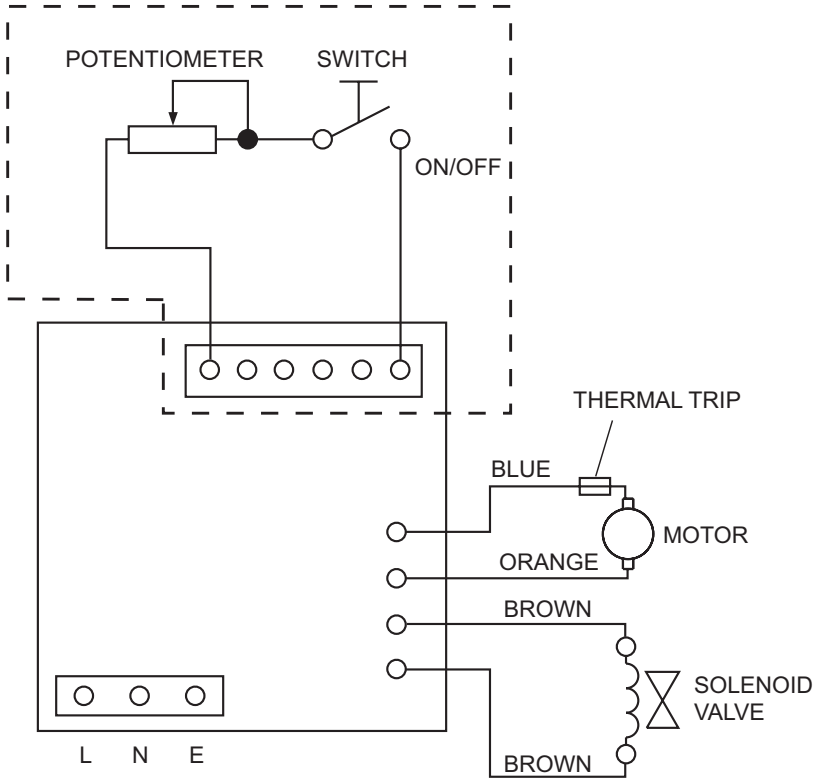 POTENTIOMETER
SWITCH
ON/OFF
THERMAL TRIP
BLUE
MOTOR
ORANGE
BROWN
SOLENOID
VALVE
BROWN
L N E